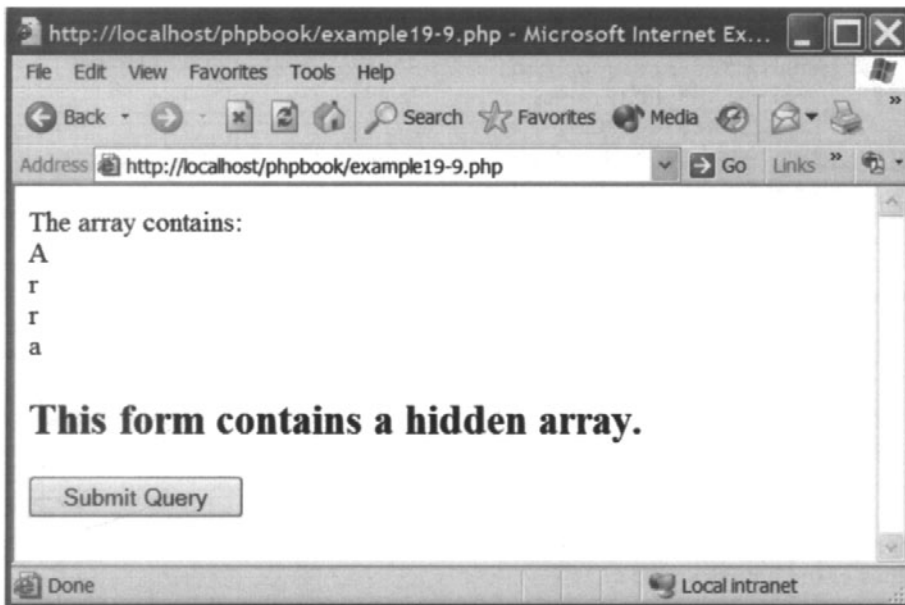 http://localhost/phpbook/example19-9.php - Microsoft Internet Ex...
File Edit View Favorites Tools Help
Back Search Favorites Media »
Address http://localhost/phpbook/example19-9.php Go Links »
The array contains:
A
r
r
a
This form contains a hidden array.
Submit Query
Done Local intranet